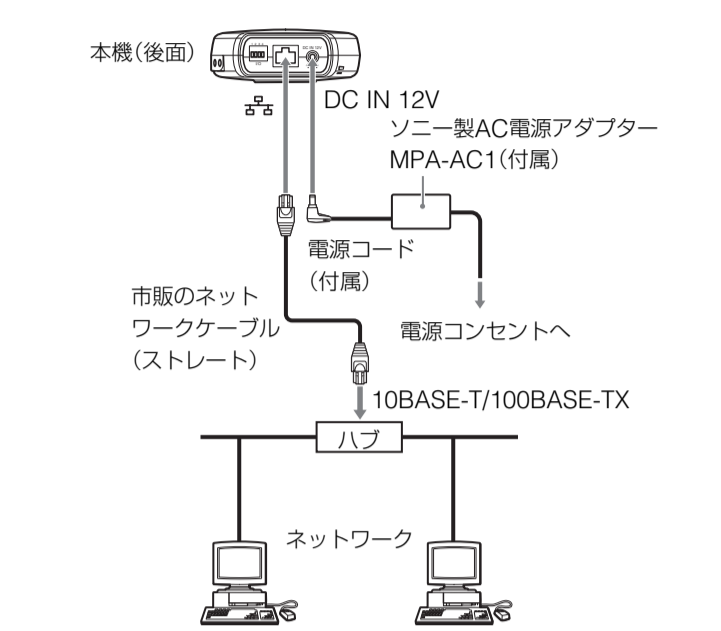 本機（後面）
DC IN 12V
DC IN 12V
ソニー製AC電源アダプター
MPA-AC1（付属）
電源コード
（付属）
市販のネット
ワークケーブル
（ストレート）
電源コンセントへ
10BASE-T/100BASE-TX
ハブ
ネットワーク